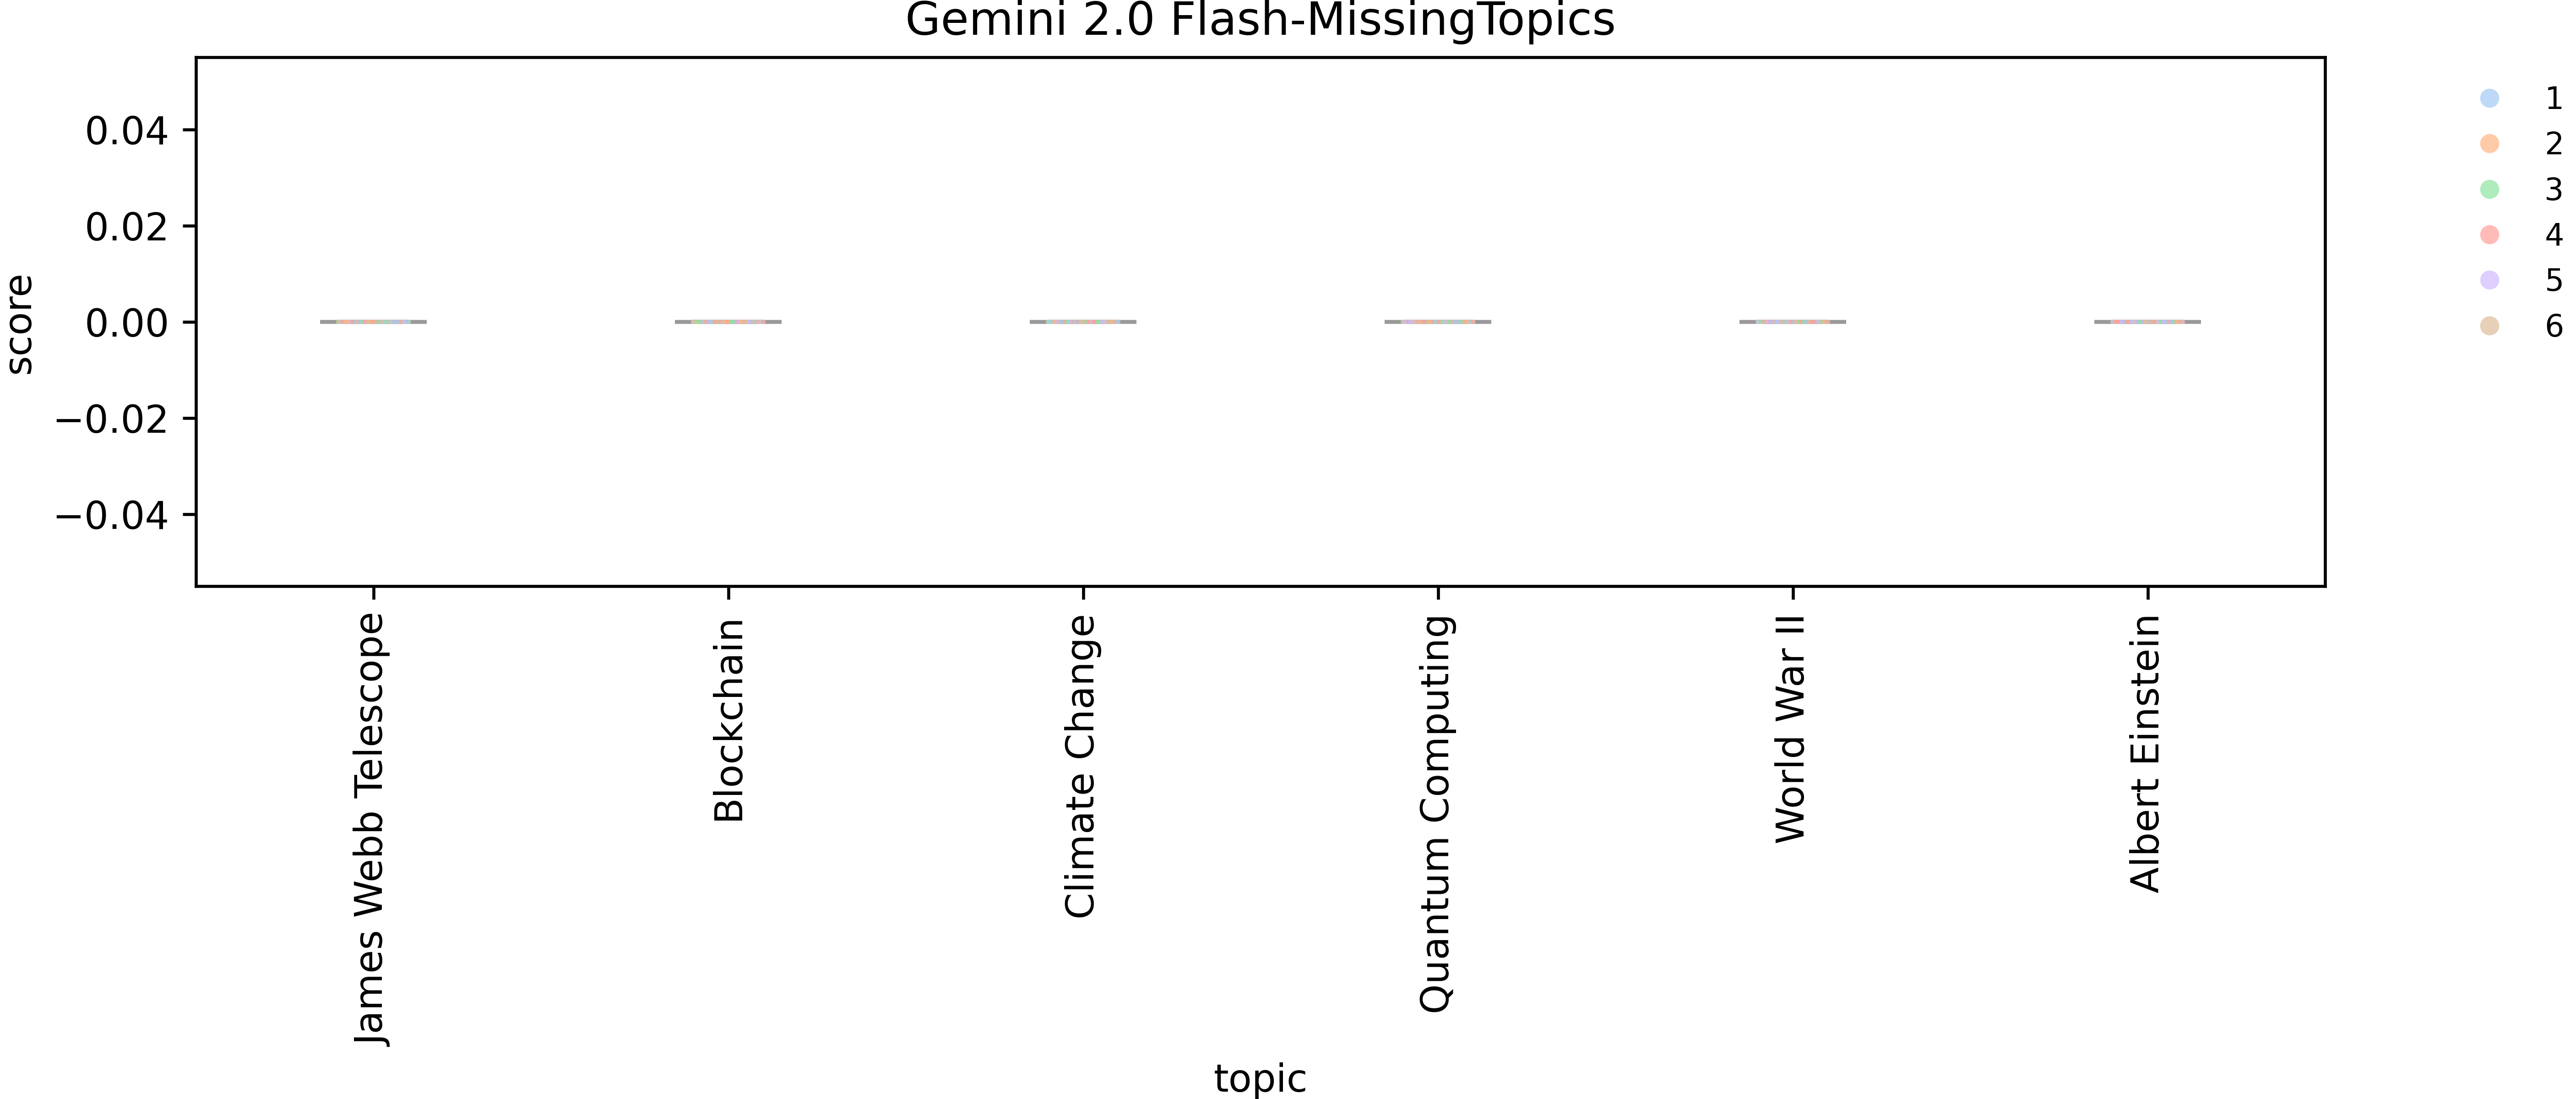 Gemini 2.0 Flash-MissingTopics
score
0.04
0.02
0.00
−0.02
−0.04
James Webb Telescope
Blockchain
Climate Change
Quantum Computing
World War II
Albert Einstein
topic
1
2
3
4
5
6